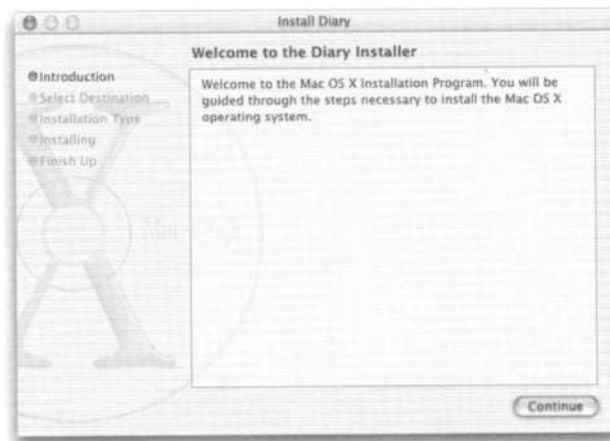 Install Diary
Welcome to the Diary Installer
Introduction
Select Destination
Installation Type
Installing
Finish Up
Welcome to the Mac OS X Installation Program. You will be
guided through the steps necessary to install the Mac OS X
operating system.
Mac
Continue